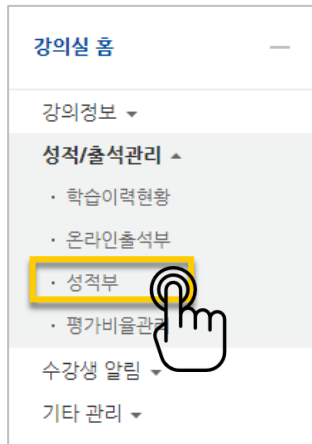 강의실 홈
강의정보
성적/출석관리
· 학습이력현황
· 온라인출석부
· 성적부
· 평가비율관리
수강생 알림
기타 관리